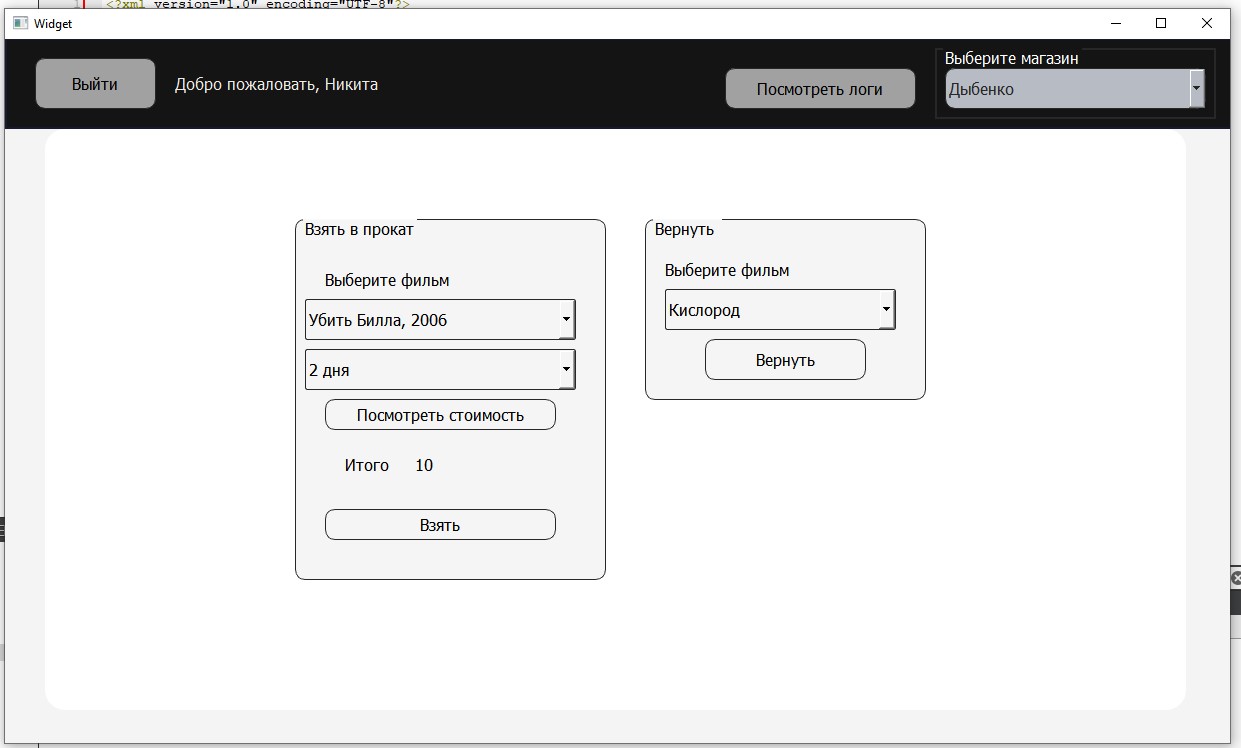 1 <?xml version="1.0" encoding="UTF-8"?>
Widget
Выйти
Добро пожаловать, Никита
Посмотреть логи
Выберите магазин
Дыбенко
Взять в прокат
Выберите фильм
Убить Билла, 2006
2 дня
Посмотреть стоимость
Итого 10
Взять
Вернуть
Выберите фильм
Кислород
Вернуть